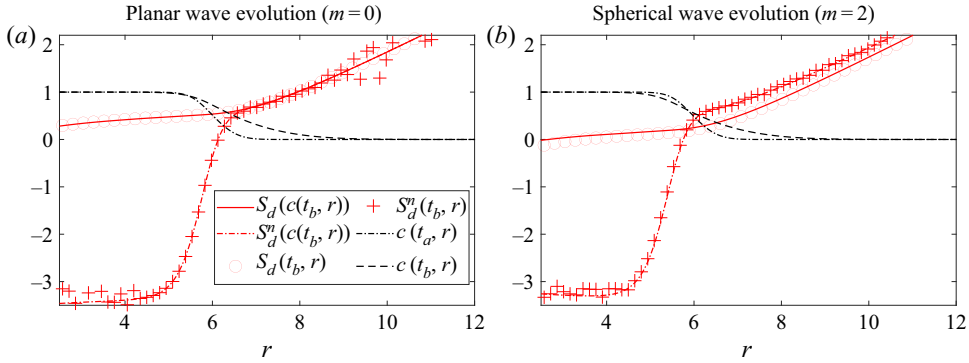 Planar wave evolution (m = 0)
Spherical wave evolution (m = 2)
(a)
2
1
0
−1
−2
−3
4
6
8
10
12
r
S_d(c(t_b, r))
S_d^n(t_b, r)
S_d^n(c(t_b, r))
c(t_a, r)
S_d(t_b, r)
c(t_b, r)
(b)
2
1
0
−1
−2
−3
4
6
8
10
12
r